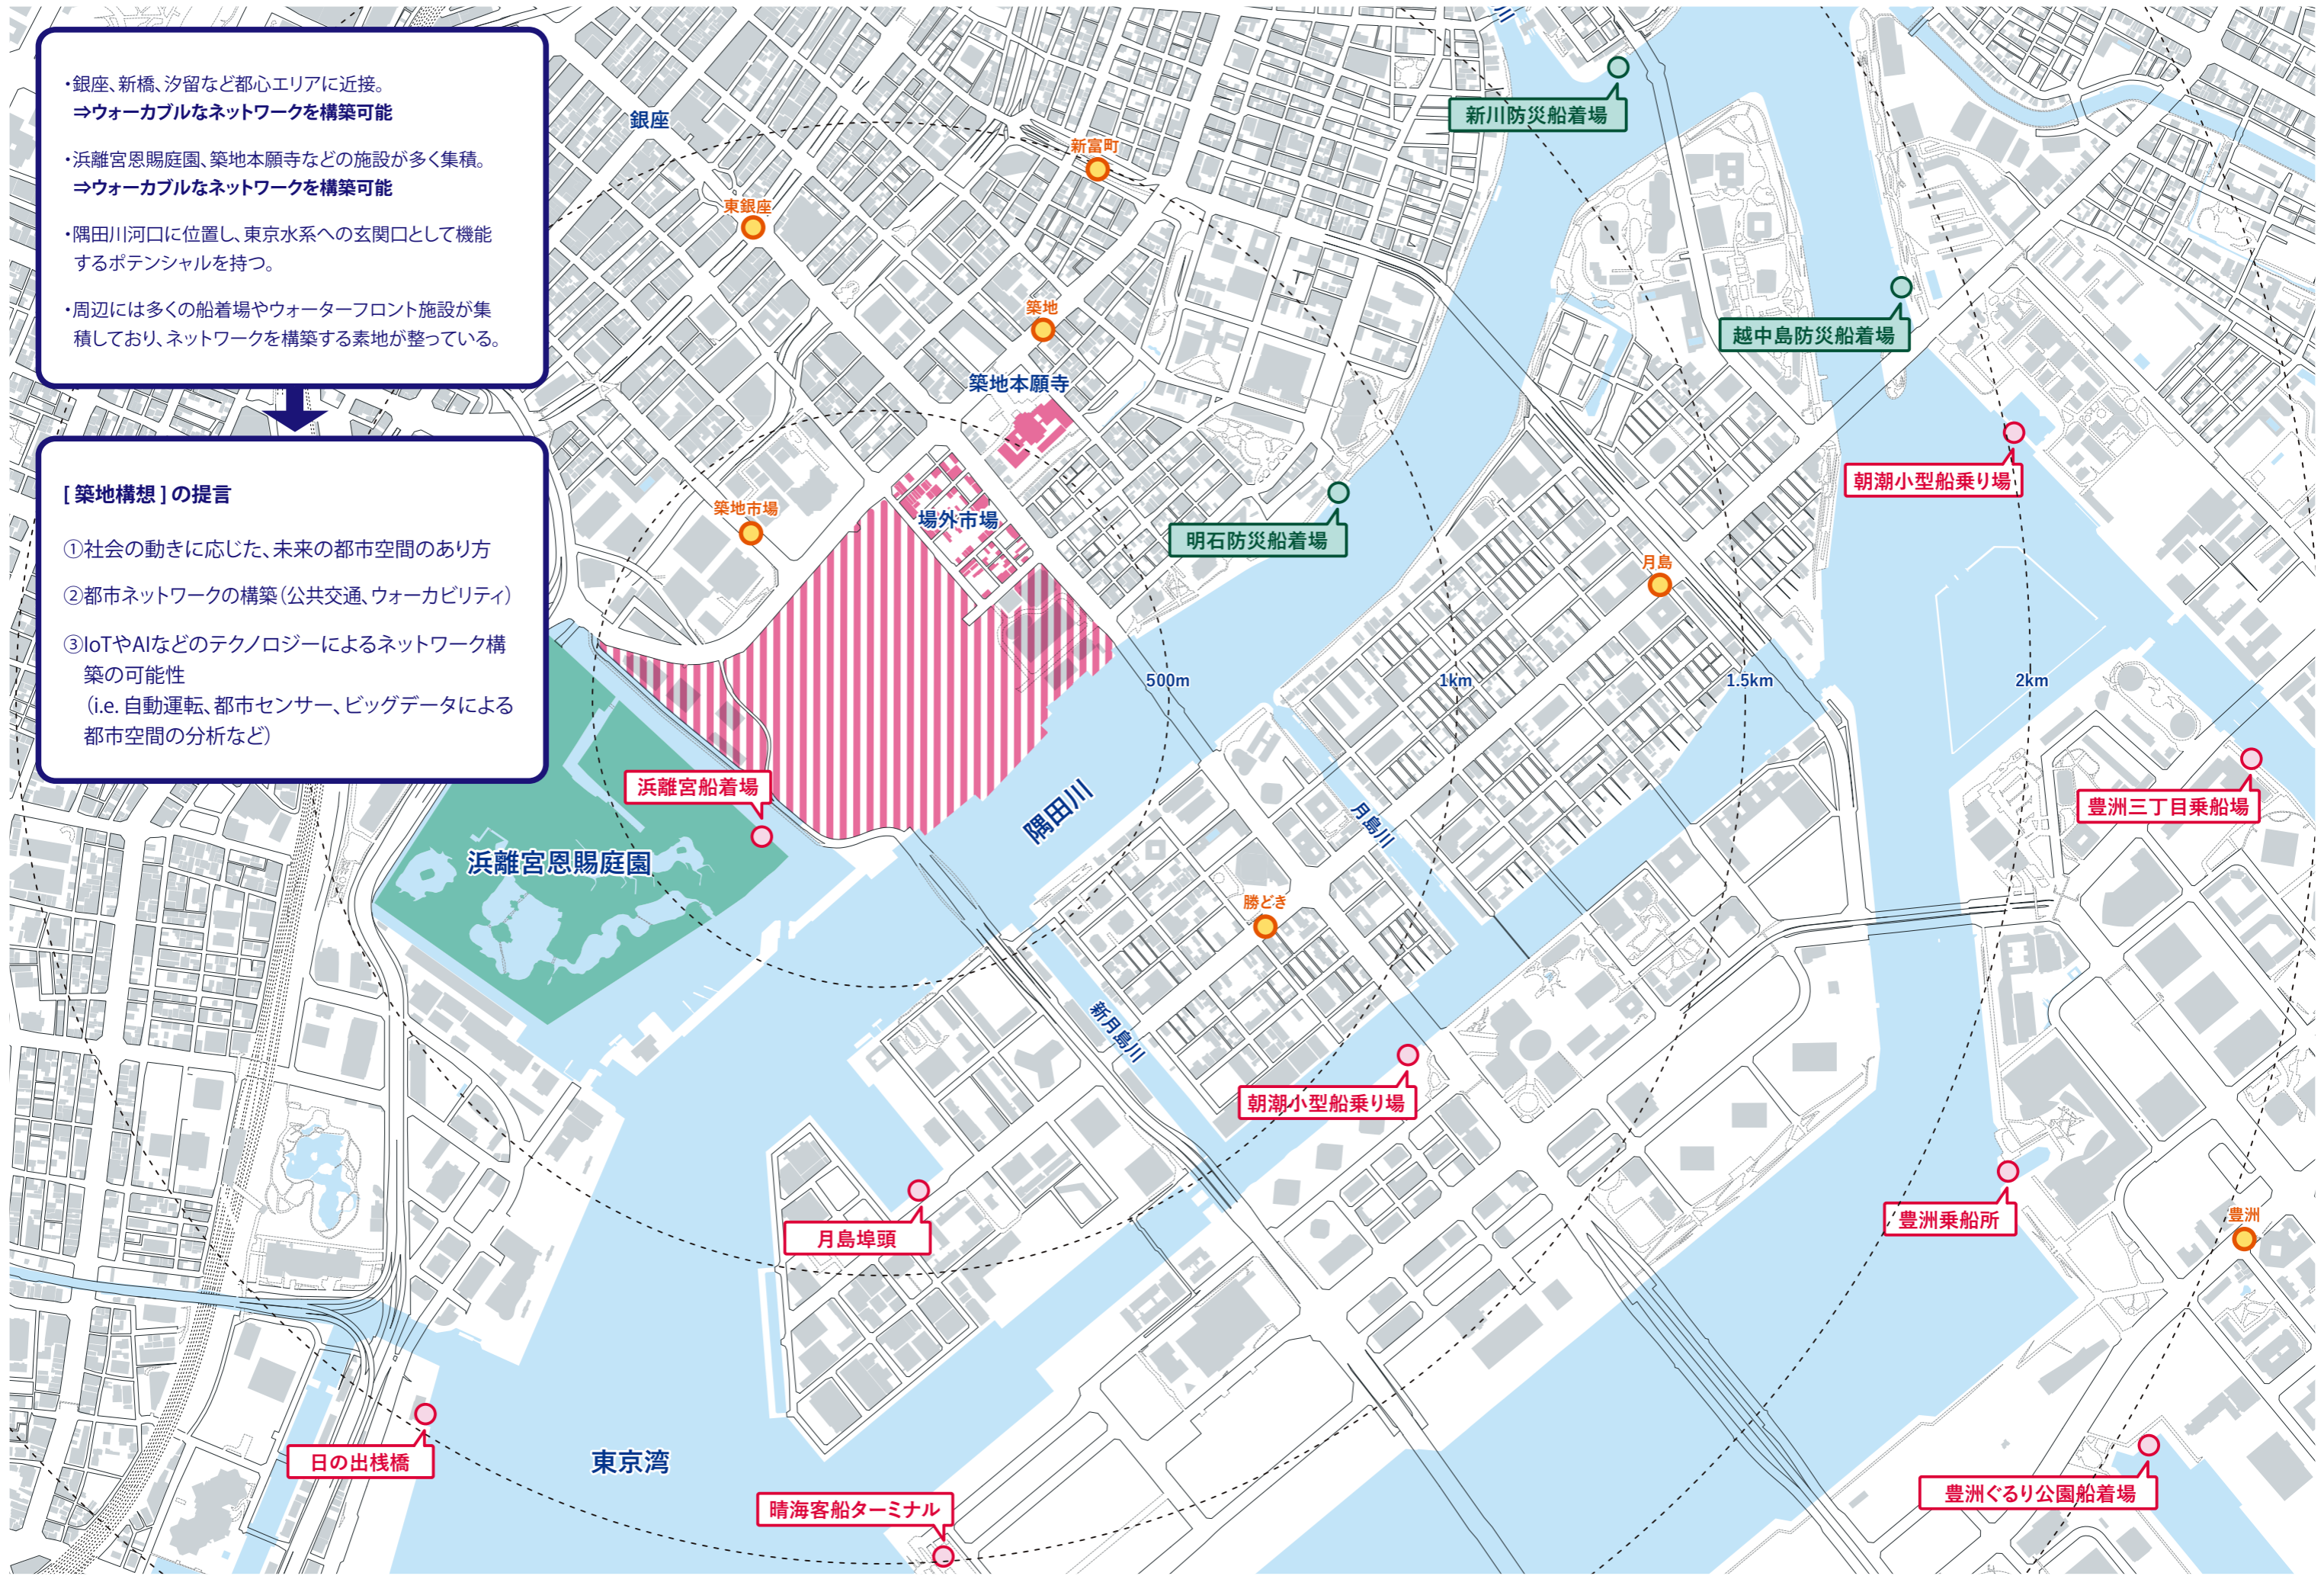 ・銀座、新橋、汐留など都心エリアに近接。
⇒ウォーカブルなネットワークを構築可能
・浜離宮恩賜庭園、築地本願寺などの施設が多く集積。
⇒ウォーカブルなネットワークを構築可能
・隅田川河口に位置し、東京水系への玄関口として機能
するポテンシャルを持つ。
・周辺には多くの船着場やウォーターフロント施設が集
積しており、ネットワークを構築する素地が整っている。
[ 築地構想 ] の提言
①社会の動きに応じた、未来の都市空間のあり方
②都市ネットワークの構築（公共交通、ウォーカビリティ）
③IoTやAIなどのテクノロジーによるネットワーク構
築の可能性
（i.e. 自動運転、都市センサー、ビッグデータによる
都市空間の分析など）
川
新川防災船着場
銀座
新富町
東銀座
築地
越中島防災船着場
築地本願寺
朝潮小型船乗り場
築地市場
場外市場
明石防災船着場
月島
500m
1km
1.5km
2km
浜離宮船着場
隅田川
月島川
豊洲三丁目乗船場
浜離宮恩賜庭園
勝どき
新月島川
朝潮小型船乗り場
月島埠頭
豊洲乗船所
豊洲
日の出桟橋
東京湾
晴海客船ターミナル
豊洲ぐるり公園船着場